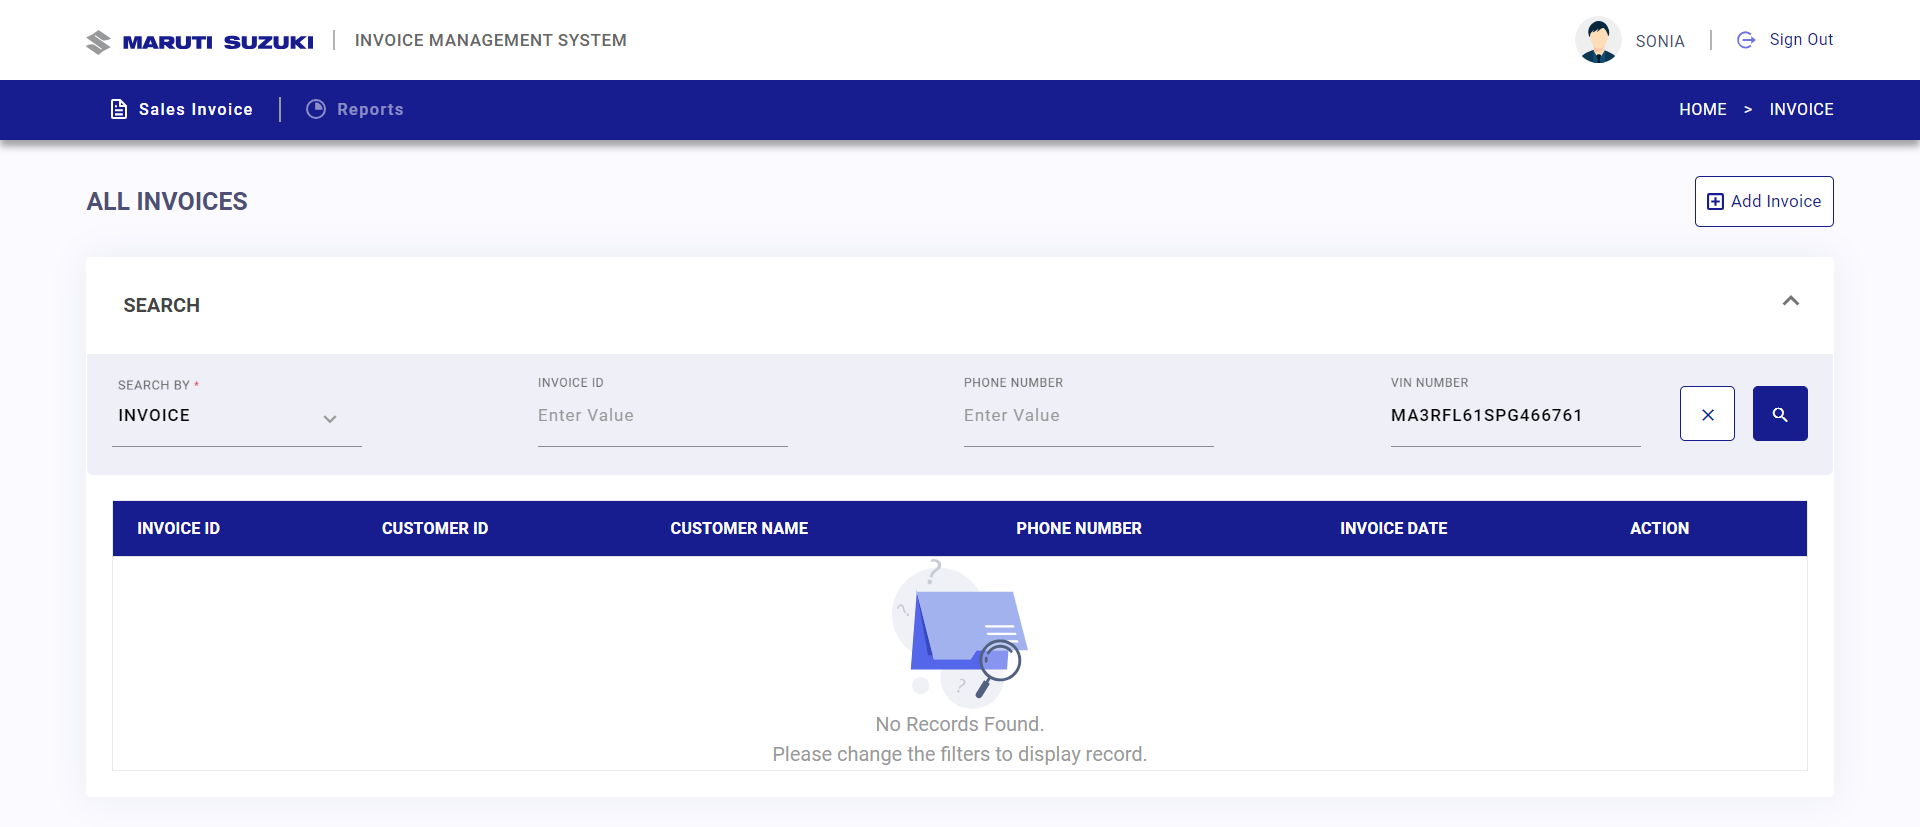 MARUTI SUZUKI
INVOICE MANAGEMENT SYSTEM
SONIA
Sign Out
Sales Invoice
Reports
HOME > INVOICE
ALL INVOICES
Add Invoice
SEARCH
SEARCH BY *
INVOICE
INVOICE ID
Enter Value
PHONE NUMBER
Enter Value
VIN NUMBER
MA3RFL61SPG466761
INVOICE ID CUSTOMER ID CUSTOMER NAME PHONE NUMBER INVOICE DATE ACTION
?
?
?
No Records Found.
Please change the filters to display record.